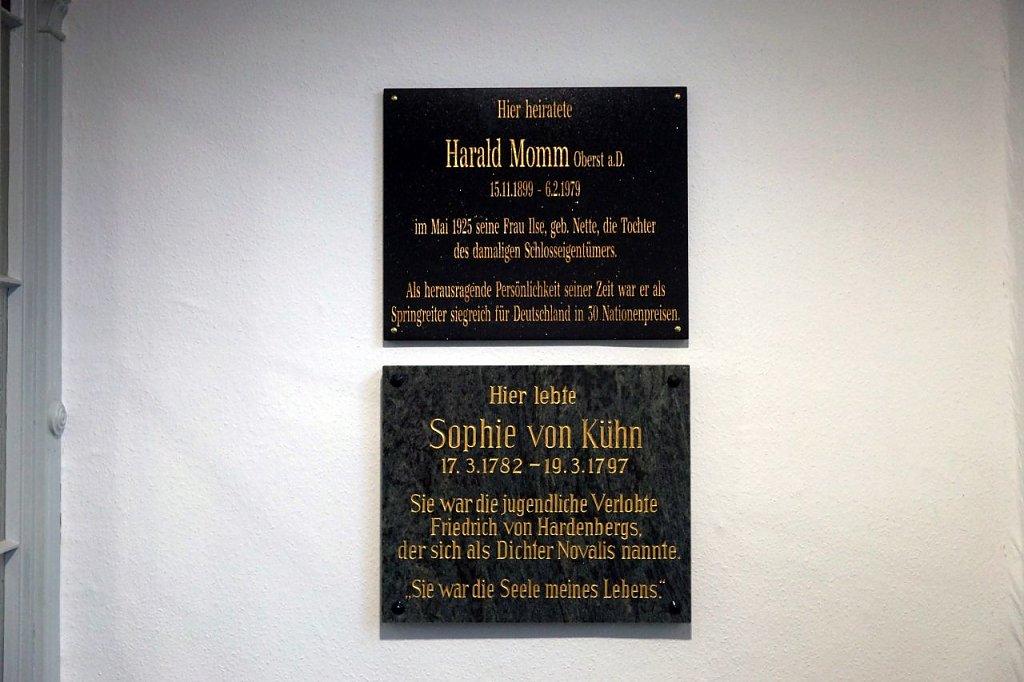 Hier heiratete
Harald Momm Oberst a.D.
15.11.1899 - 6.2.1979
im Mai 1925 seine Frau Ilse, geb. Nette, die Tochter
des damaligen Schlosseigentümers.
Als herausragende Persönlichkeit seiner Zeit war er als
Springreiter siegreich für Deutschland in 50 Nationenpreisen.
Hier lebte
Sophie von Kühn
17.3.1782 – 19.3.1797
Sie war die jugendliche Verlobte
Friedrich von Hardenbergs,
der sich als Dichter Novalis nannte.
„Sie war die Seele meines Lebens.“